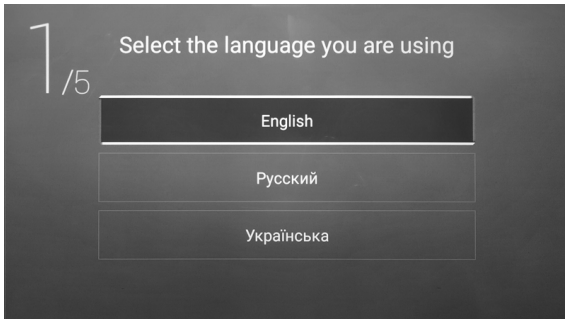 1/5
Select the language you are using
English
Русский
Українська